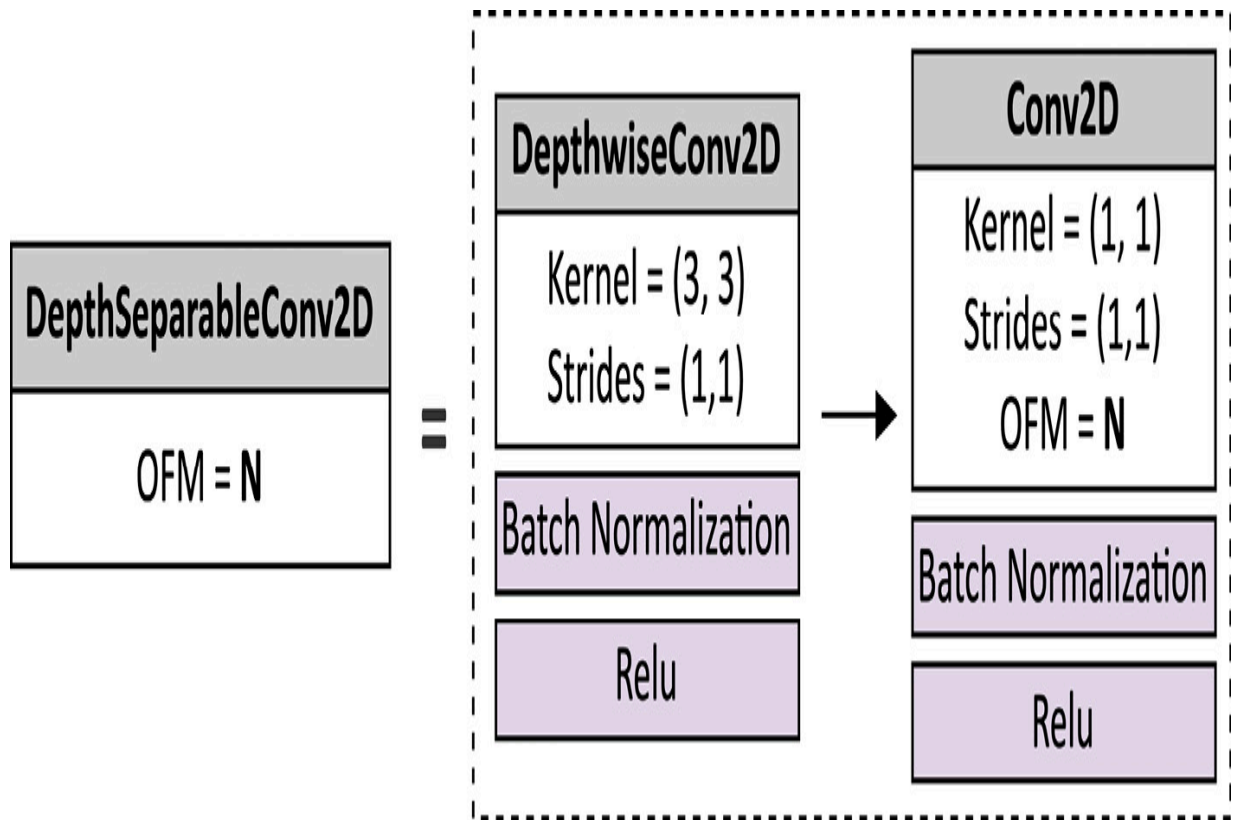 DepthSeparableConv2D
OFM = N
=
DepthwiseConv2D
Kernel = (3, 3)
Strides = (1,1)
Batch Normalization
Relu
Conv2D
Kernel = (1, 1)
Strides = (1,1)
OFM = N
Batch Normalization
Relu